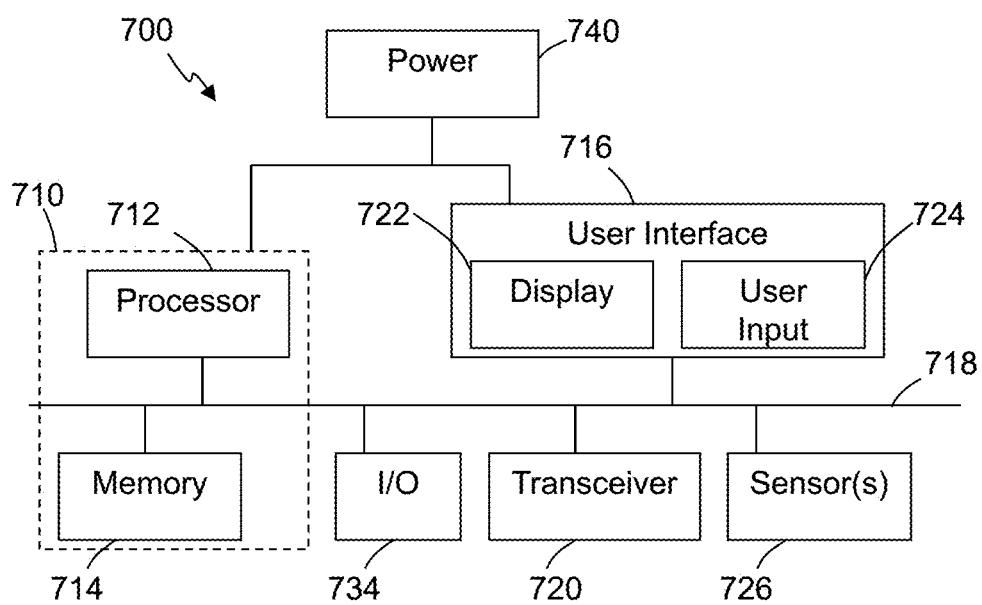 700
Power
740
716
710
712
722
724
User Interface
Processor
Display
User
Input
718
Memory
I/O
Transceiver
Sensor(s)
714
734
720
726